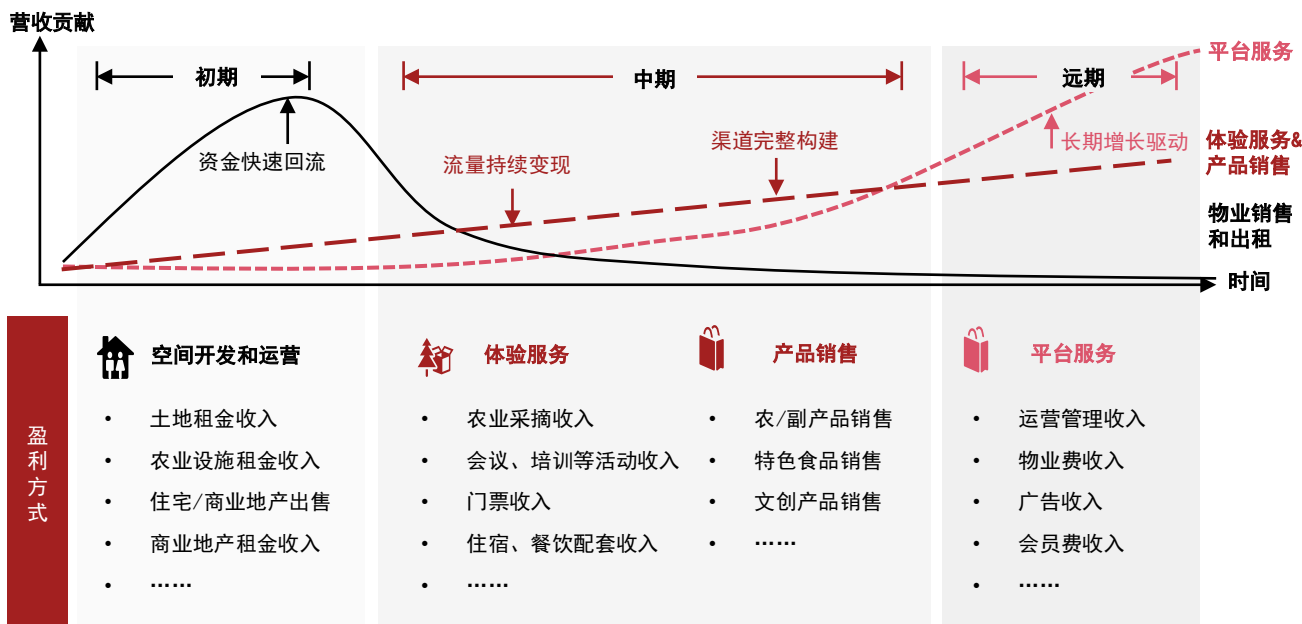 营收贡献
初期
中期
远期
平台服务
资金快速回流
流量持续变现
渠道完整构建
长期增长驱动
体验服务&
产品销售
物业销售
和出租
时间
盈利方式
空间开发和运营
• 土地租金收入
• 农业设施租金收入
• 住宅/商业地产出售
• 商业地产租金收入
• ……
体验服务
• 农业采摘收入
• 会议、培训等活动收入
• 门票收入
• 住宿、餐饮配套收入
• ……
产品销售
• 农/副产品销售
• 特色食品销售
• 文创产品销售
• ……
平台服务
• 运营管理收入
• 物业费收入
• 广告收入
• 会员费收入
• ……